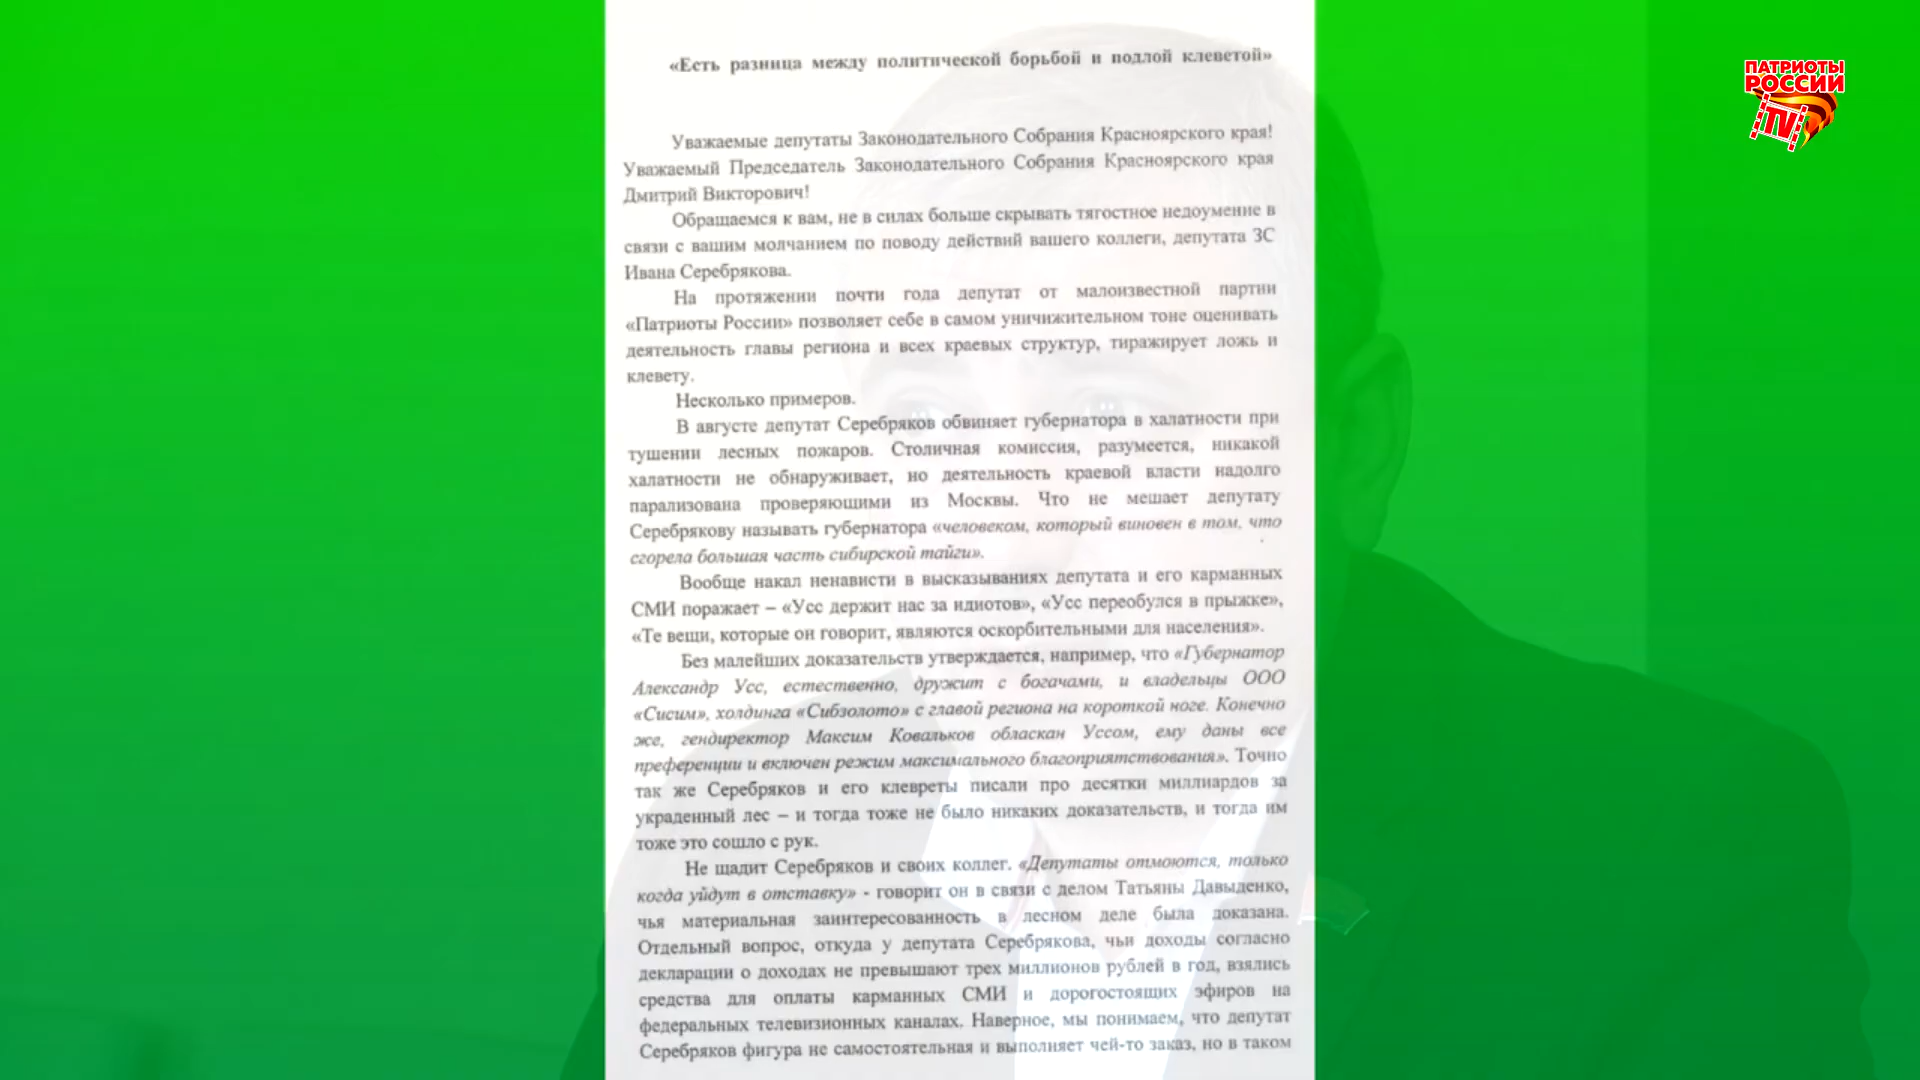 «Есть разница между политической борьбой и подлой клеветой»
ПАТРИОТЫ
РОССИИ
TV
Уважаемые депутаты Законодательного Собрания Красноярского края!
Уважаемый Председатель Законодательного Собрания Красноярского края
Дмитрий Викторович!
Обращаемся к вам, не в силах больше скрывать тягостное недоумение в
связи с вашим молчанием по поводу действий вашего коллеги, депутата ЗС
Ивана Серебрякова.
На протяжении почти года депутат от малоизвестной партии
«Патриоты России» позволяет себе в самом уничижительном тоне оценивать
деятельность главы региона и всех краевых структур, тиражирует ложь и
клевету.
Несколько примеров.
В августе депутат Серебряков обвиняет губернатора в халатности при
тушении лесных пожаров. Столичная комиссия, разумеется, никакой
халатности не обнаруживает, но деятельность краевой власти надолго
парализована проверяющими из Москвы. Что не мешает депутату
Серебрякову называть губернатора «человеком, который виновен в том, что
сгорела большая часть сибирской тайги».
Вообще накал ненависти в высказываниях депутата и его карманных
СМИ поражает – «Усс держит нас за идиотов», «Усс переобулся в прыжке»,
«Те вещи, которые он говорит, являются оскорбительными для населения».
Без малейших доказательств утверждается, например, что «Губернатор
Александр Усс, естественно, дружит с богачами, и владельцы ООО
«Сисим», холдинга «Сибзолото» с главой региона на короткой ноге. Конечно
же, гендиректор Максим Ковальков обласкан Уссом, ему даны все
преференции и включен режим максимального благоприятствования». Точно
так же Серебряков и его клевреты писали про десятки миллиардов за
украденный лес – и тогда тоже не было никаких доказательств, и тогда им
тоже это сошло с рук.
Не щадит Серебряков и своих коллег. «Депутаты отмоются, только
когда уйдут в отставку» - говорит он в связи с делом Татьяны Давыденко,
чья материальная заинтересованность в лесном деле была доказана.
Отдельный вопрос, откуда у депутата Серебрякова, чьи доходы согласно
декларации о доходах не превышают трех миллионов рублей в год, взялись
средства для оплаты карманных СМИ и дорогостоящих эфиров на
федеральных телевизионных каналах. Наверное, мы понимаем, что депутат
Серебряков фигура не самостоятельная и выполняет чей-то заказ, но в таком